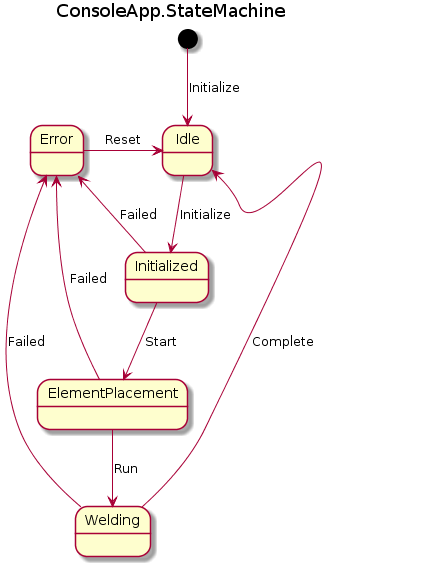 ConsoleApp.StateMachine
Initialize
Error
Reset
Idle
Failed
Initialize
Initialized
Failed
Start
Failed
Complete
ElementPlacement
Run
Welding